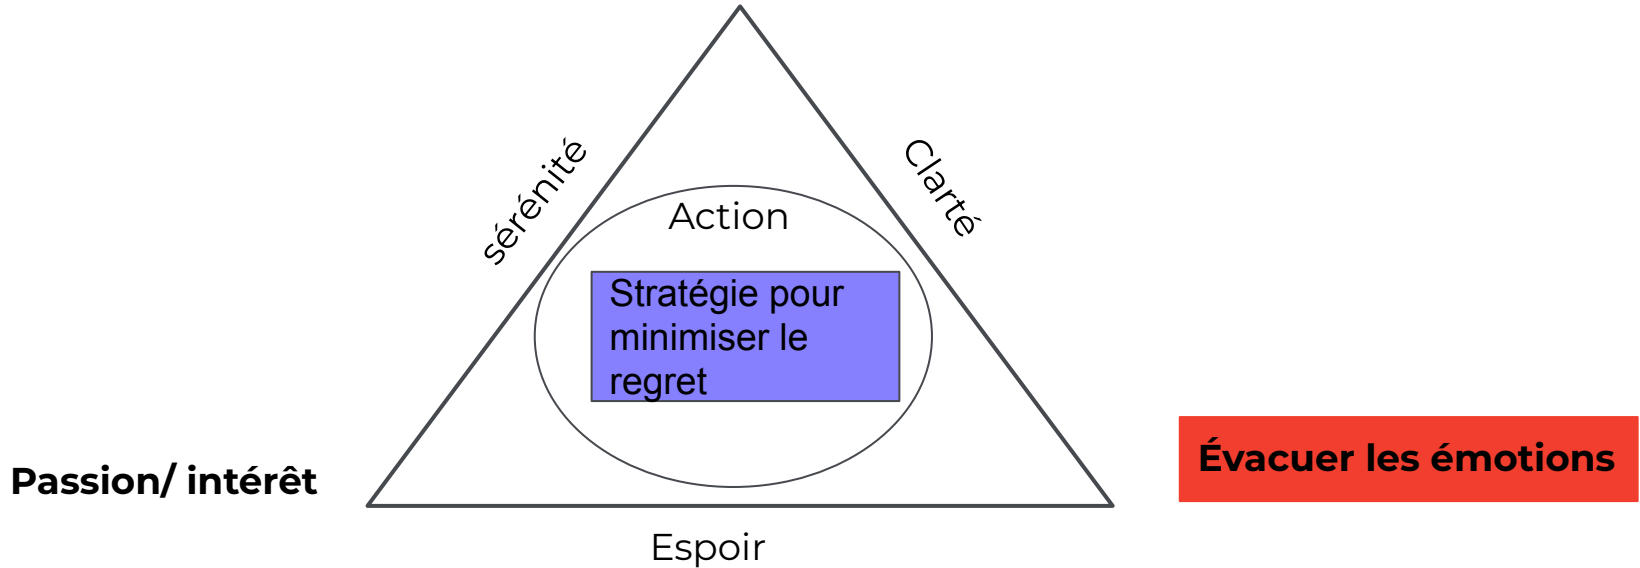 sérénité
Clarté
Action
Stratégie pour
minimiser le
regret
Évacuer les émotions
Passion/ intérêt
Espoir